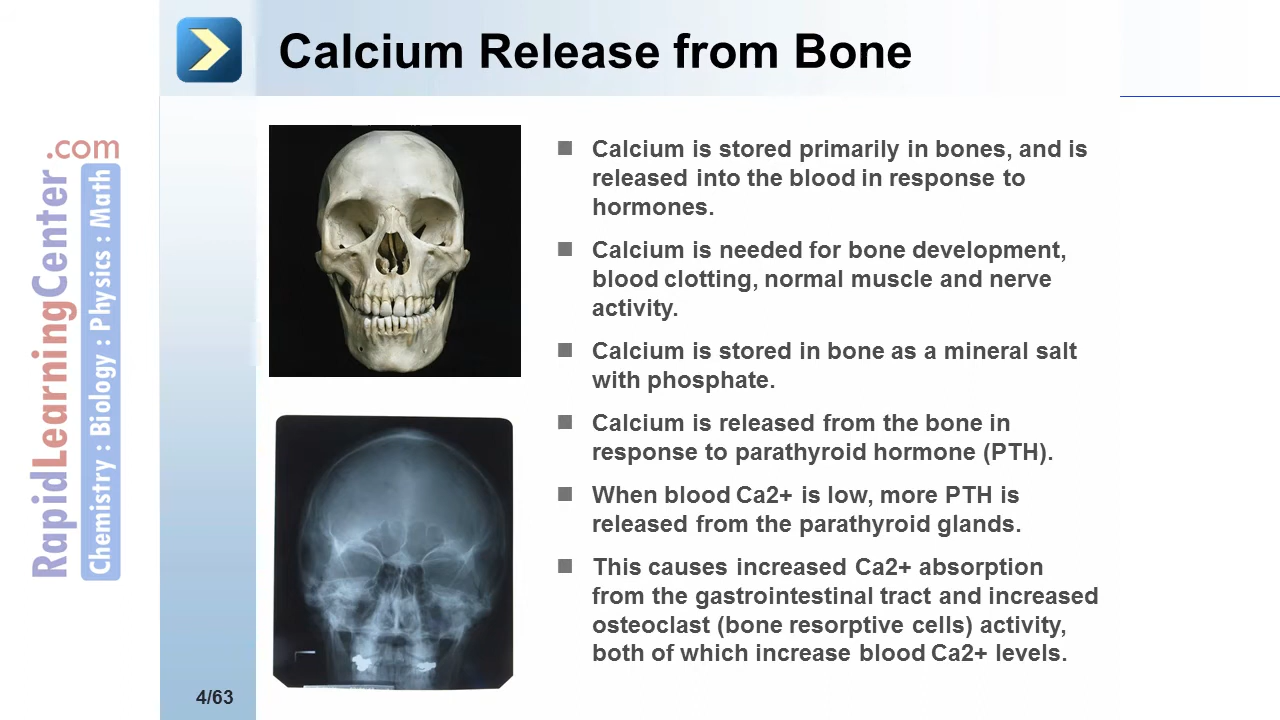 Calcium Release from Bone
RapidLearningCenter.com
Chemistry : Biology : Physics : Math
Calcium is stored primarily in bones, and is
released into the blood in response to
hormones.
Calcium is needed for bone development,
blood clotting, normal muscle and nerve
activity.
Calcium is stored in bone as a mineral salt
with phosphate.
Calcium is released from the bone in
response to parathyroid hormone (PTH).
When blood Ca2+ is low, more PTH is
released from the parathyroid glands.
This causes increased Ca2+ absorption
from the gastrointestinal tract and increased
osteoclast (bone resorptive cells) activity,
both of which increase blood Ca2+ levels.
4/63